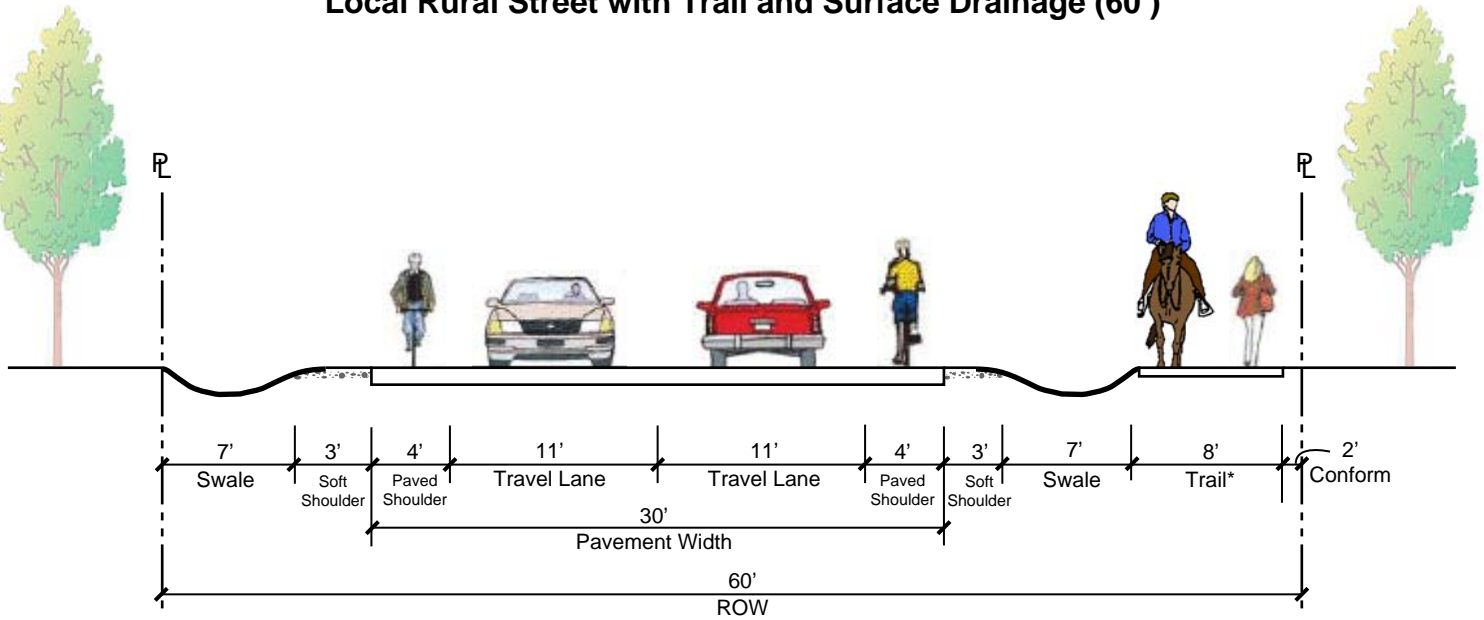 Local Rural Street with Trail and Surface Drainage (60')
PL PL
7' 3' 4' 11' 11' 4' 3' 7' 8' 2'
Swale Soft Shoulder Paved Shoulder Travel Lane Travel Lane Paved Shoulder Soft Shoulder Swale Trail* Conform
30'
Pavement Width
60'
ROW